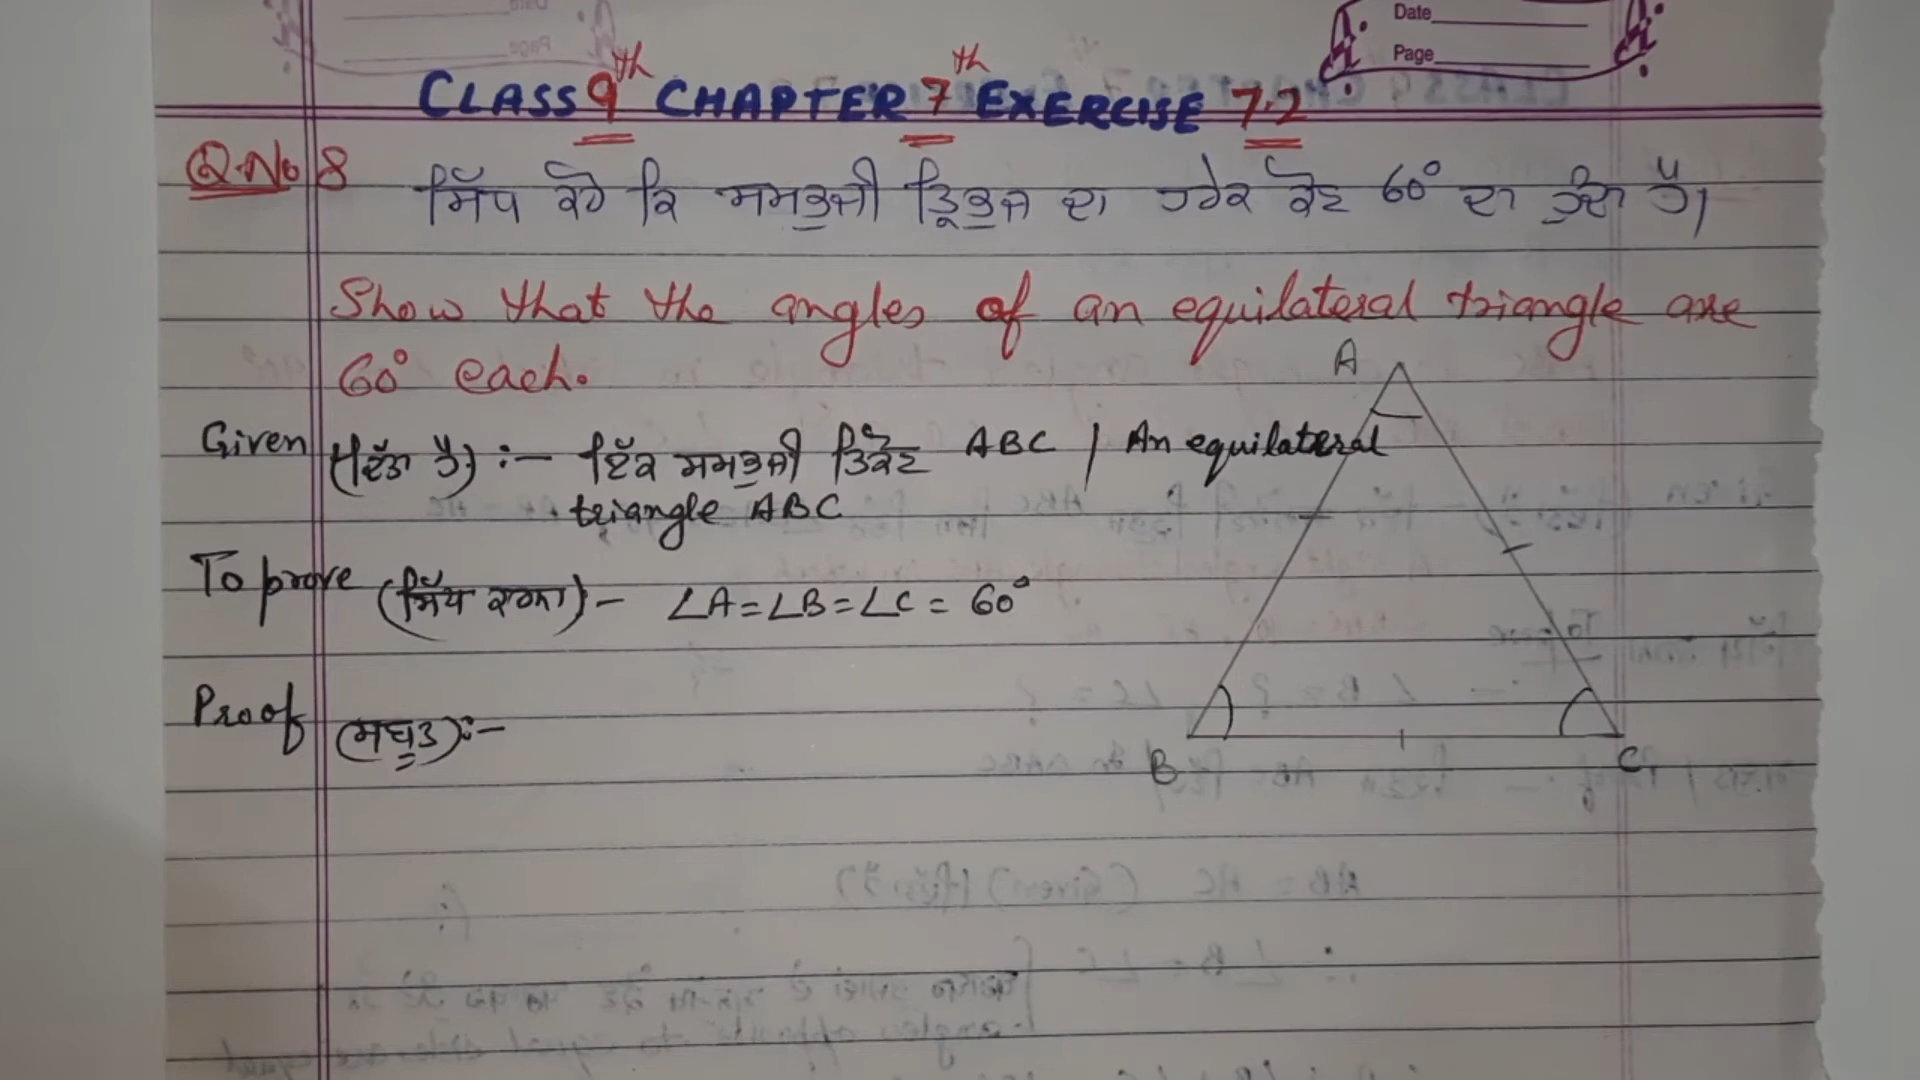 Date
Page
CLASS 9th CHAPTER 7th EXERCISE 7.2
Q.No 8 ਸਿੱਧ ਕਰੋ ਕਿ ਸਮਭੁਜੀ ਤ੍ਰਿਭੁਜ ਦਾ ਹਰੇਕ ਕੋਣ 60° ਦਾ ਹੁੰਦਾ ਹੈ।
Show that the angles of an equilateral triangle are
60° each.
A
Given (ਦਿੱਤਾ ਹੈ) :- ਇੱਕ ਸਮਭੁਜੀ ਤਿਕੋਣ ABC / An equilateral
triangle ABC
To prove (ਸਿੱਧ ਕਰਨਾ) - ∠A = ∠B = ∠C = 60°
Proof (ਸਬੂਤ) :-
B C